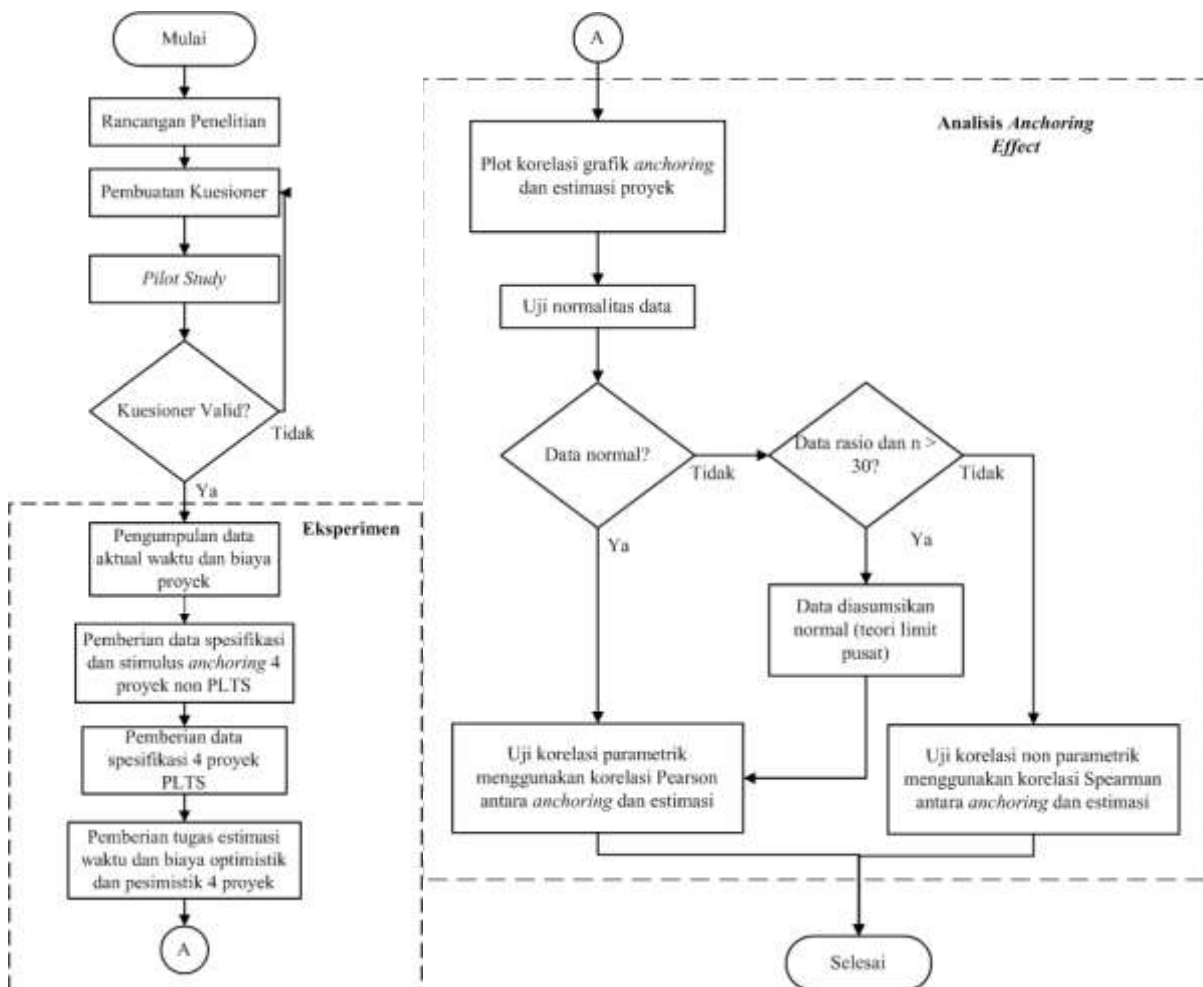 Mulai
Rancangan Penelitian
Pembuatan Kuesioner
Pilot Study
Kuesioner Valid?
Tidak
Ya
Eksperimen
Pengumpulan data
aktual waktu dan biaya
proyek
Pemberian data spesifikasi
dan stimulus anchoring 4
proyek non PLTS
Pemberian data
spesifikasi 4 proyek
PLTS
Pemberian tugas estimasi
waktu dan biaya optimistik
dan pesimistik 4 proyek
A
A
Analisis Anchoring
Effect
Plot korelasi grafik anchoring
dan estimasi proyek
Uji normalitas data
Data normal?
Tidak
Ya
Data rasio dan n >
30?
Tidak
Ya
Data diasumsikan
normal (teori limit
pusat)
Uji korelasi parametrik
menggunakan korelasi Pearson
antara anchoring dan estimasi
Uji korelasi non parametrik
menggunakan korelasi Spearman
antara anchoring dan estimasi
Selesai